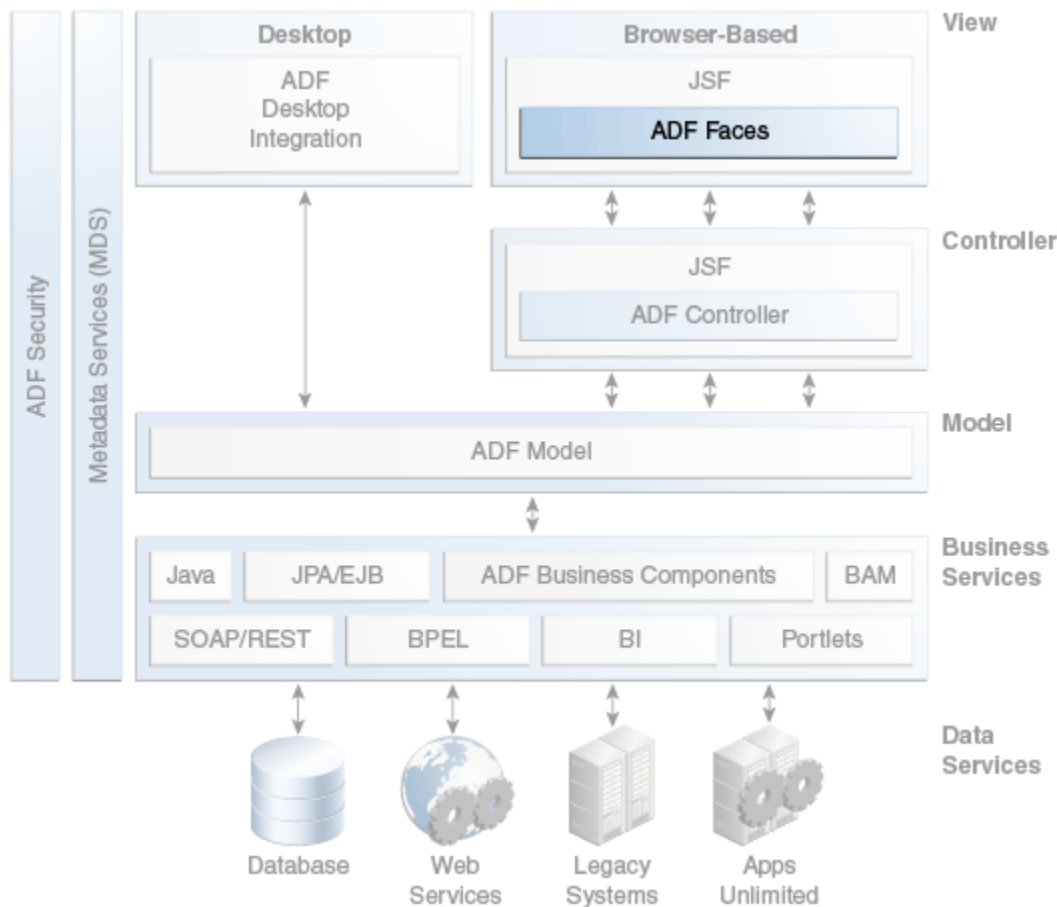 ADF Security
Metadata Services (MDS)
Desktop
ADF
Desktop
Integration
Browser-Based
JSF
ADF Faces
View
JSF
ADF Controller
Controller
ADF Model
Model
Java
JPA/EJB
ADF Business Components
BAM
SOAP/REST
BPEL
BI
Portlets
Business
Services
Database
Web
Services
Legacy
Systems
Apps
Unlimited
Data
Services